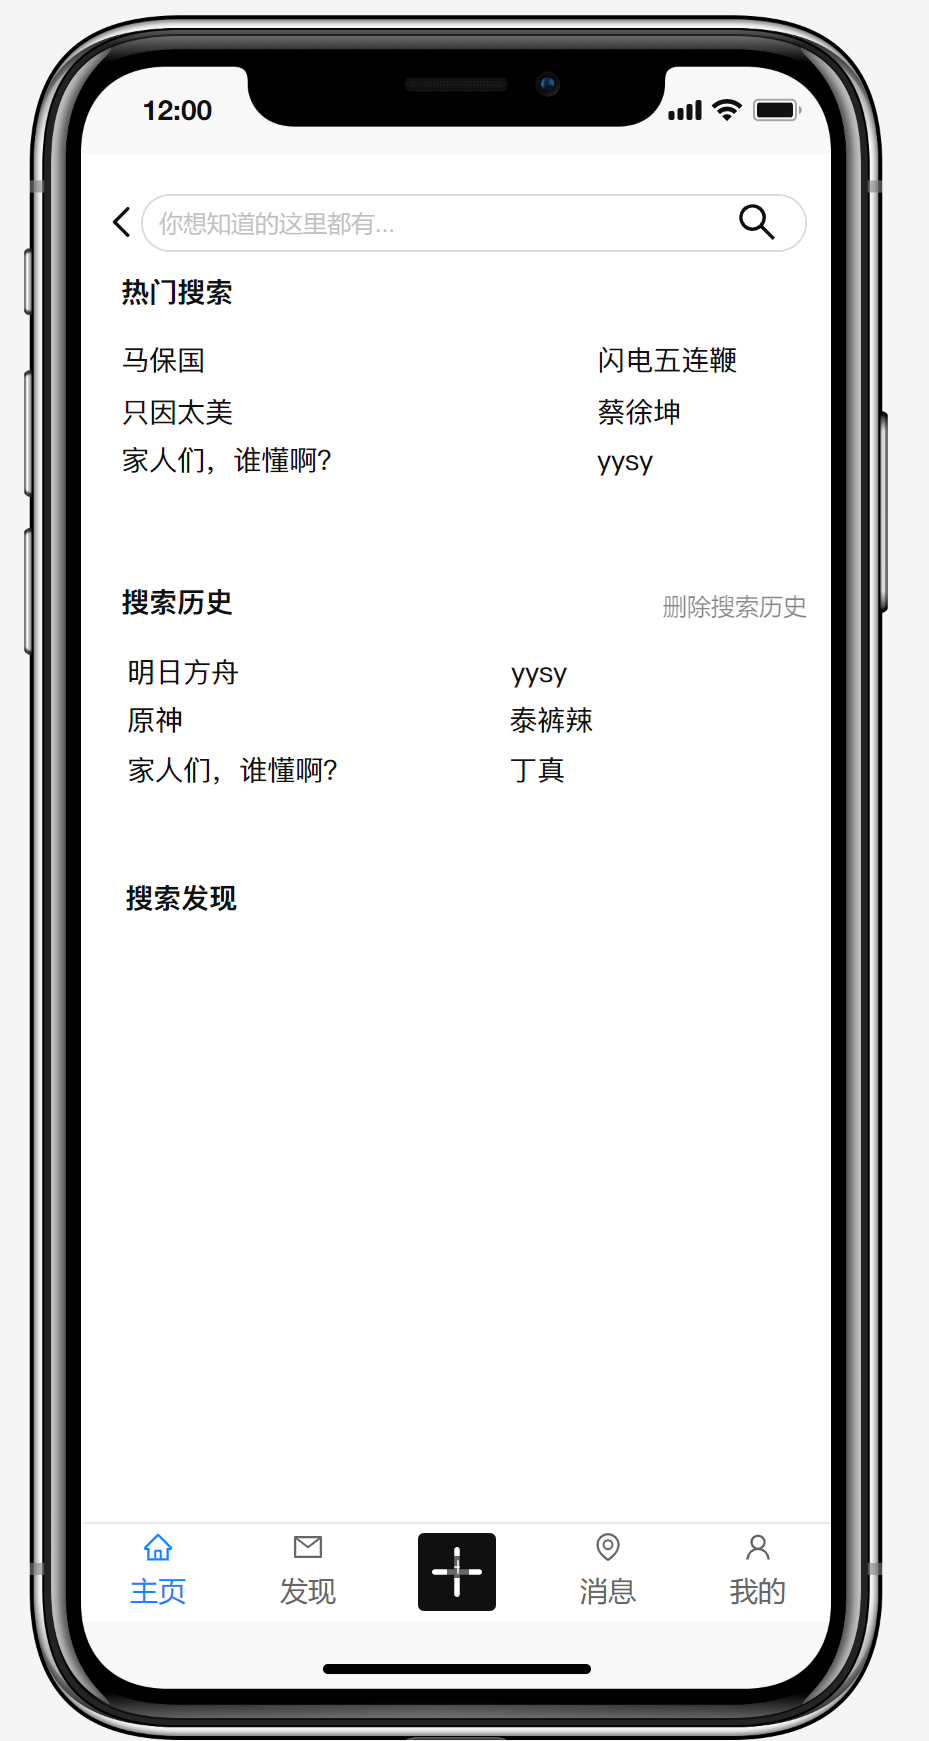 12:00
你想知道的这里都有...
热门搜索
马保国 闪电五连鞭
只因太美 蔡徐坤
家人们，谁懂啊？ yysy
搜索历史 删除搜索历史
明日方舟 yysy
原神 泰裤辣
家人们，谁懂啊？ 丁真
搜索发现
主页 发现 消息 我的